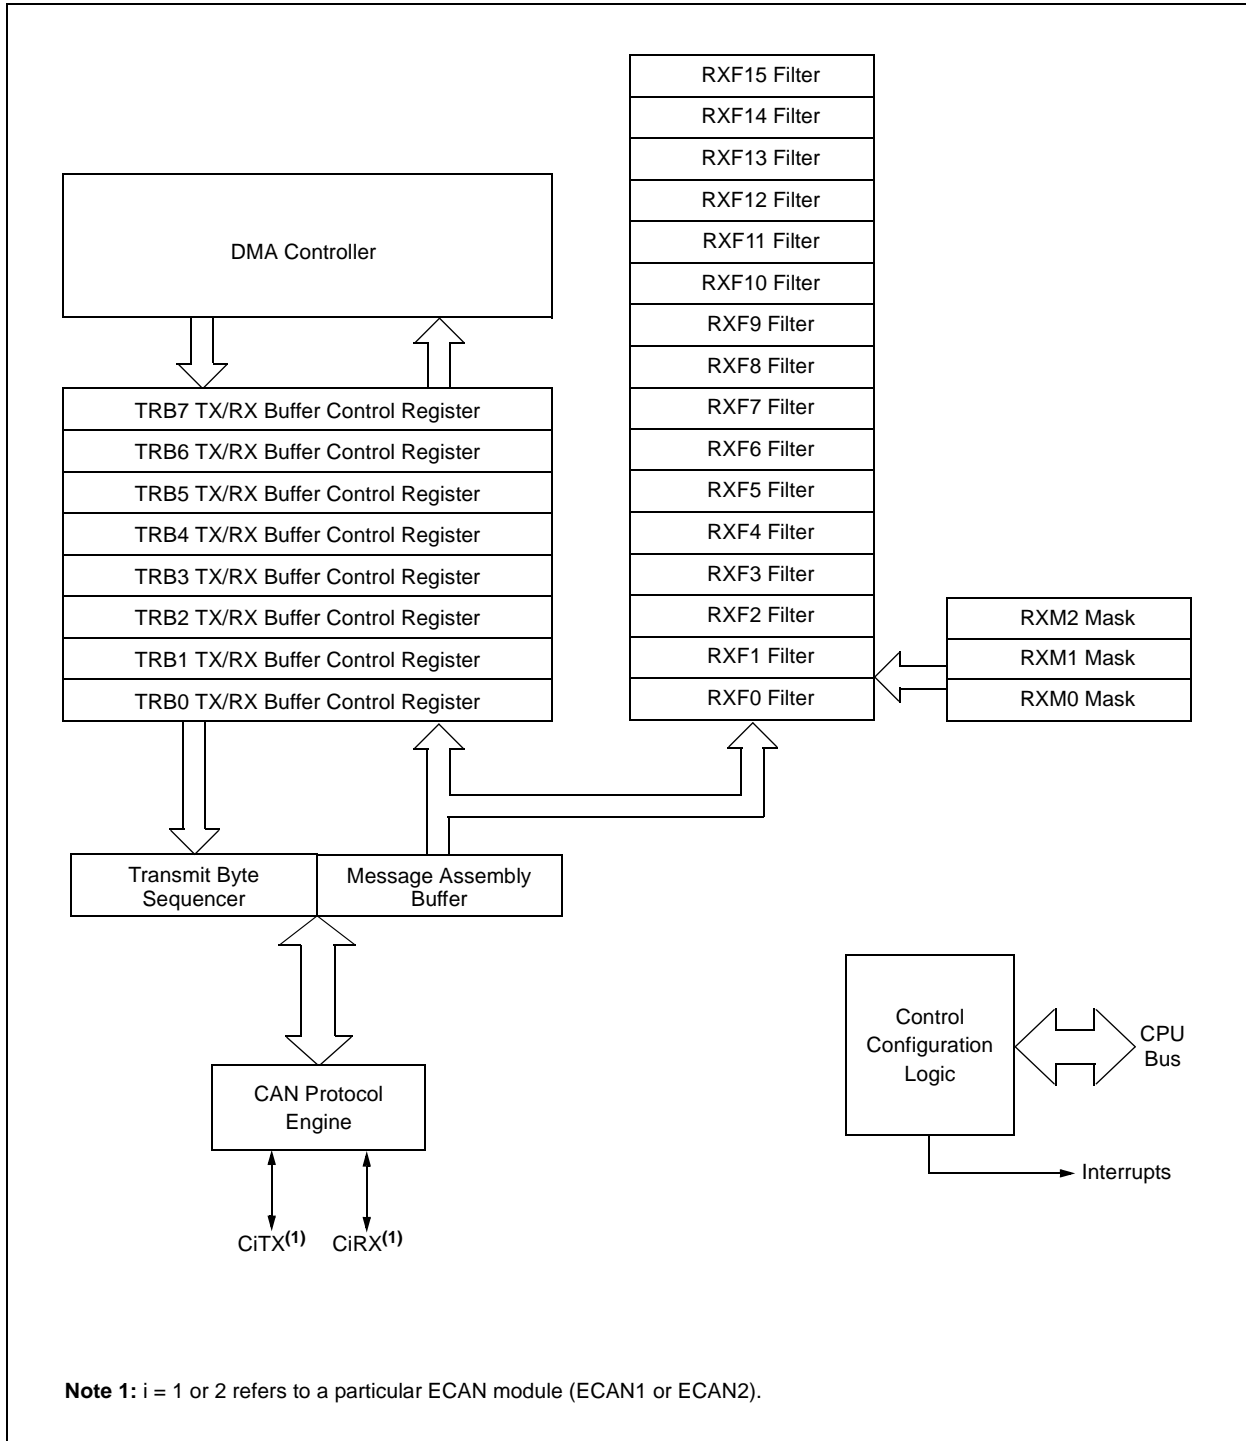 RXF15 Filter
RXF14 Filter
RXF13 Filter
RXF12 Filter
RXF11 Filter
RXF10 Filter
RXF9 Filter
RXF8 Filter
RXF7 Filter
RXF6 Filter
RXF5 Filter
RXF4 Filter
RXF3 Filter
RXF2 Filter
RXF1 Filter
RXF0 Filter
DMA Controller
TRB7 TX/RX Buffer Control Register
TRB6 TX/RX Buffer Control Register
TRB5 TX/RX Buffer Control Register
TRB4 TX/RX Buffer Control Register
TRB3 TX/RX Buffer Control Register
TRB2 TX/RX Buffer Control Register
TRB1 TX/RX Buffer Control Register
TRB0 TX/RX Buffer Control Register
RXM2 Mask
RXM1 Mask
RXM0 Mask
Transmit Byte
Sequencer
Message Assembly
Buffer
Control
Configuration
Logic
CPU
Bus
CAN Protocol
Engine
Interrupts
CiTX(1)
CiRX(1)
Note 1: i = 1 or 2 refers to a particular ECAN module (ECAN1 or ECAN2).